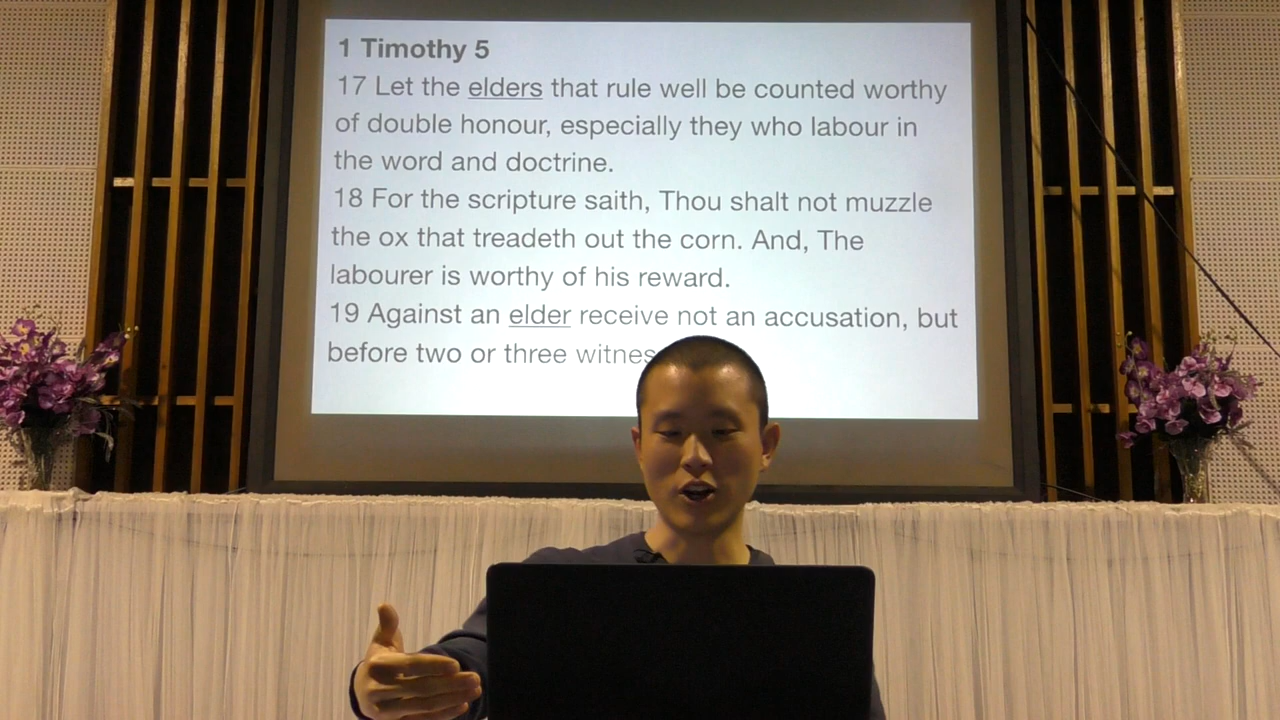 1 Timothy 5
17 Let the elders that rule well be counted worthy
of double honour, especially they who labour in
the word and doctrine.
18 For the scripture saith, Thou shalt not muzzle
the ox that treadeth out the corn. And, The
labourer is worthy of his reward.
19 Against an elder receive not an accusation, but
before two or three